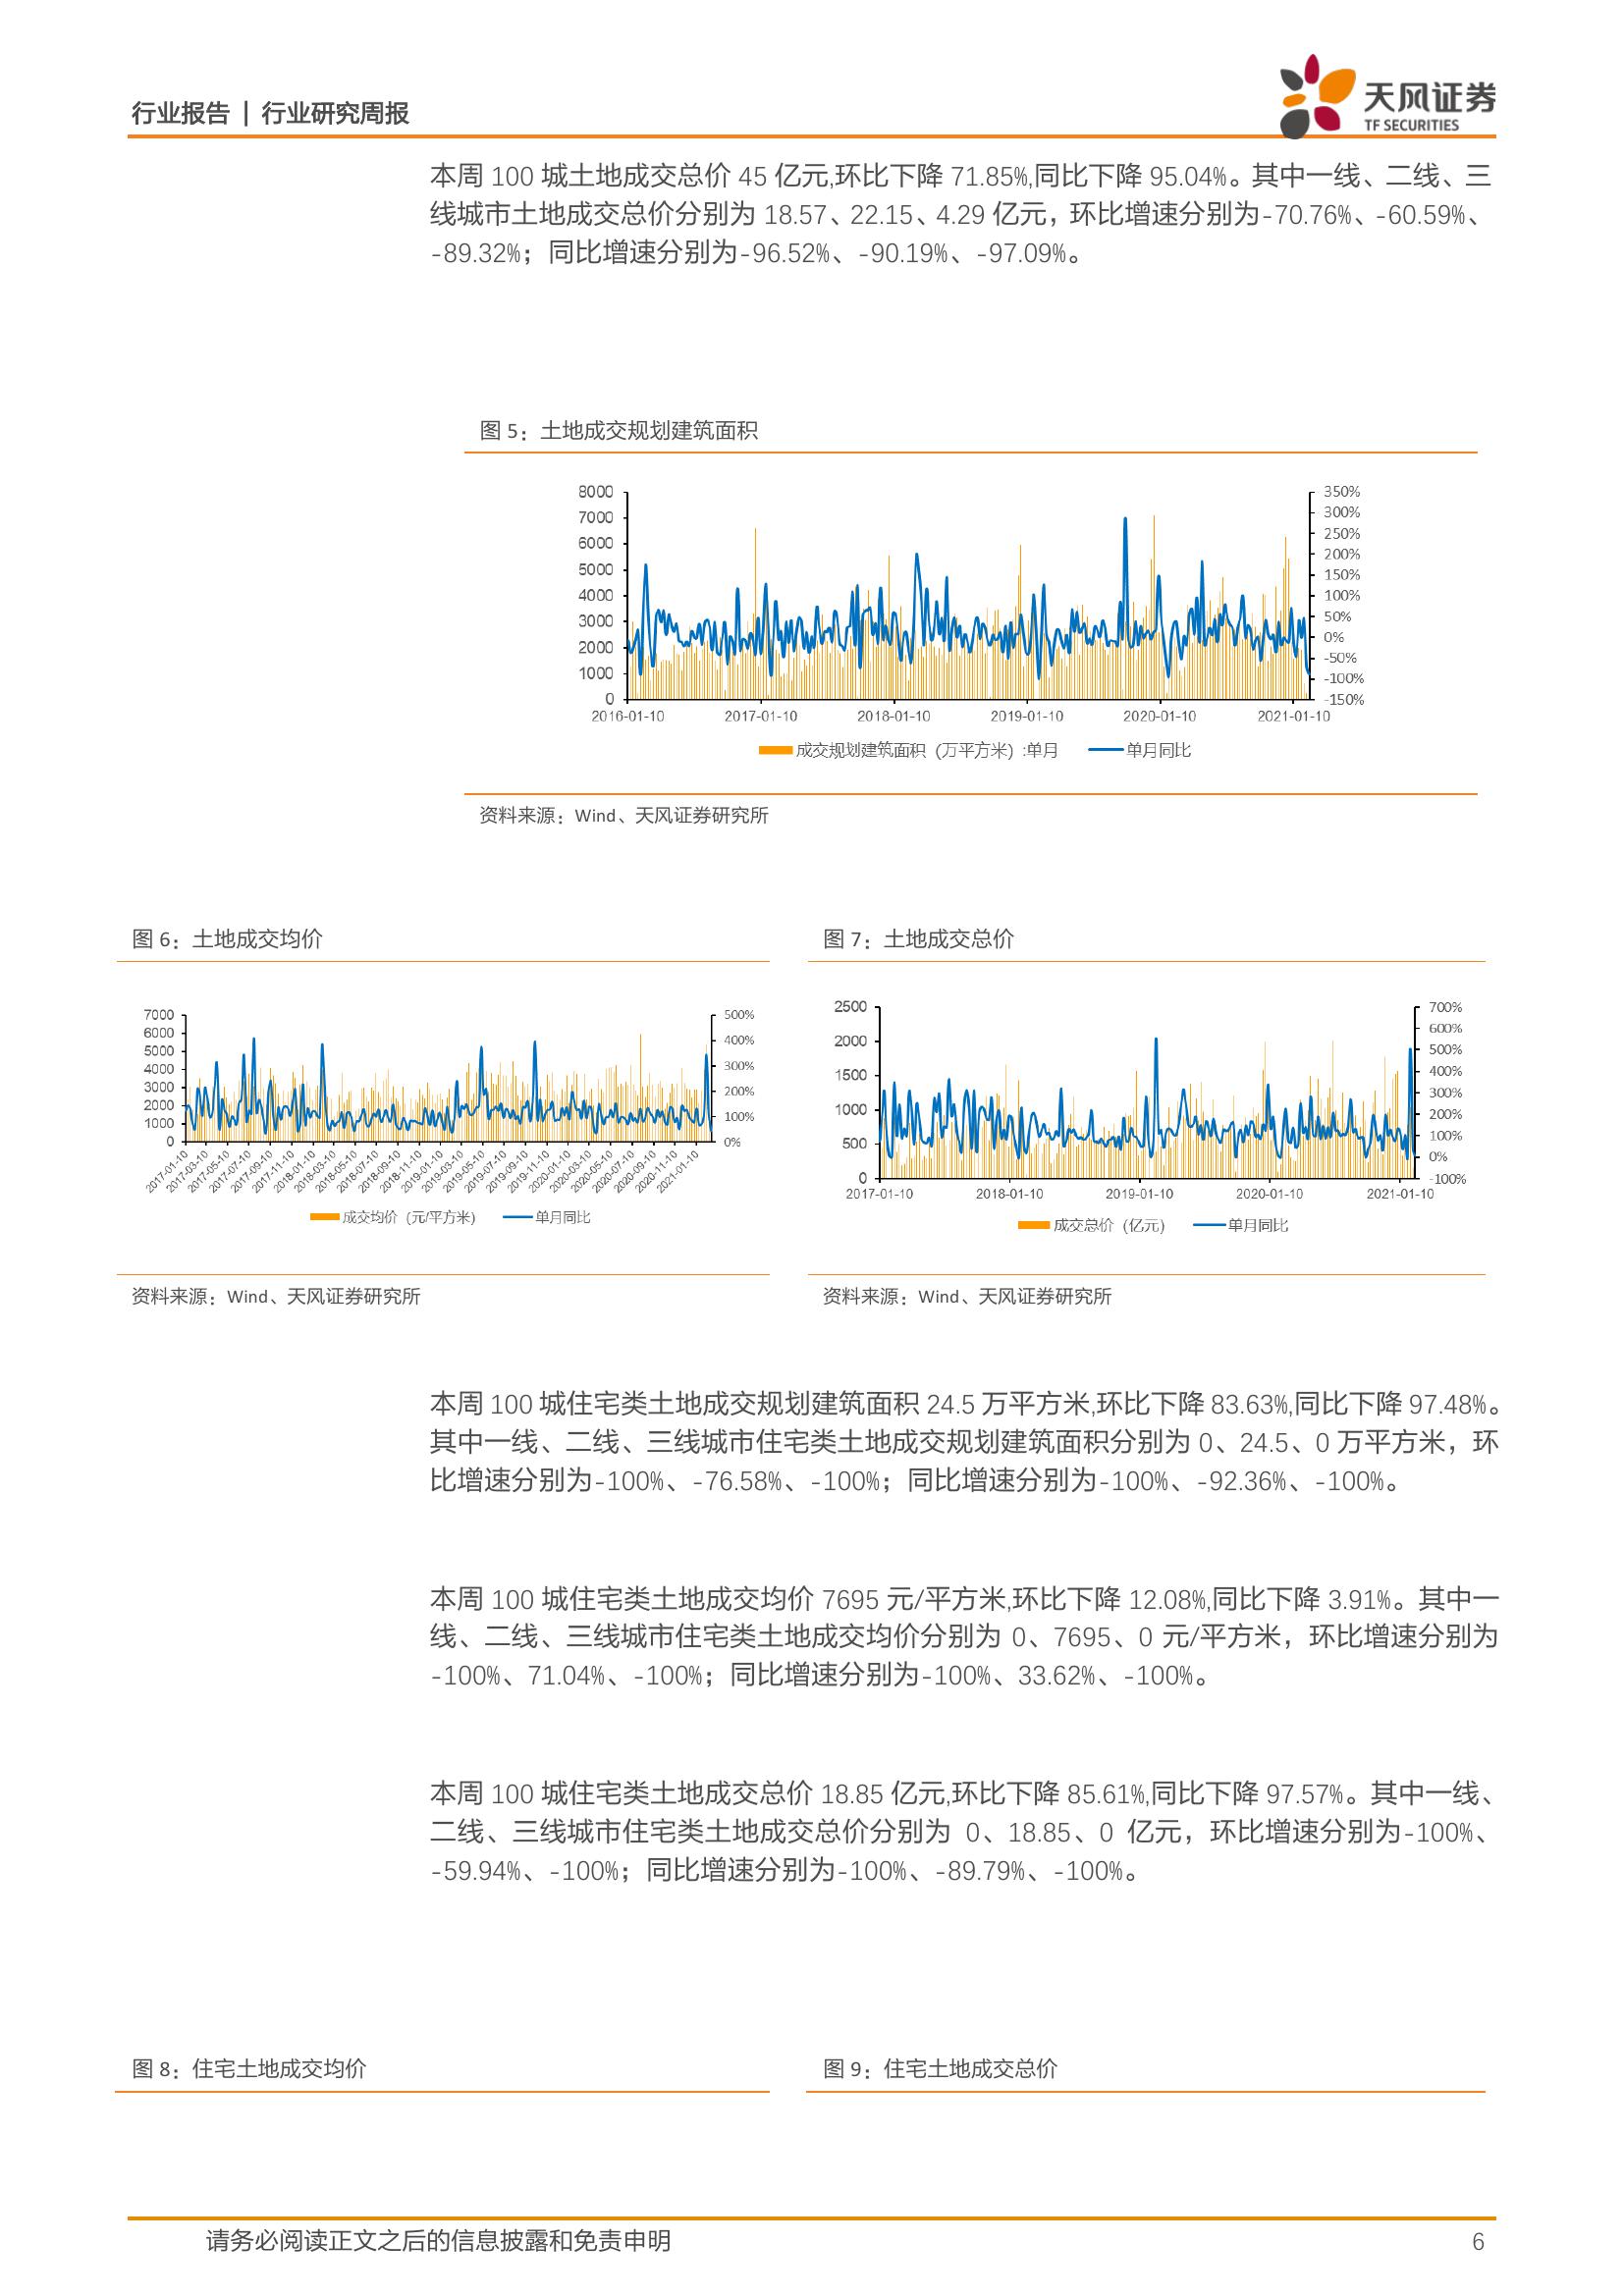 行业报告 | 行业研究周报
天风证券
TF SECURITIES
本周 100 城土地成交总价 45 亿元,环比下降 71.85%,同比下降 95.04%。其中一线、二线、三
线城市土地成交总价分别为 18.57、22.15、4.29 亿元，环比增速分别为-70.76%、-60.59%、
-89.32%；同比增速分别为-96.52%、-90.19%、-97.09%。
图 5：土地成交规划建筑面积
8000
7000
6000
5000
4000
3000
2000
1000
0
350%
300%
250%
200%
150%
100%
50%
0%
-50%
-100%
-150%
2016-01-10 2017-01-10 2018-01-10 2019-01-10 2020-01-10 2021-01-10
成交规划建筑面积（万平方米）:单月 单月同比
资料来源：Wind、天风证券研究所
图 6：土地成交均价
7000
6000
5000
4000
3000
2000
1000
0
500%
400%
300%
200%
100%
0%
2017-01-10 2017-03-10 2017-05-10 2017-07-10 2017-09-10 2017-11-10 2018-01-10 2018-03-10 2018-05-10 2018-07-10 2018-09-10 2018-11-10 2019-01-10 2019-03-10 2019-05-10 2019-07-10 2019-09-10 2019-11-10 2020-01-10 2020-03-10 2020-05-10 2020-07-10 2020-09-10 2020-11-10 2021-01-10
成交均价（元/平方米） 单月同比
资料来源：Wind、天风证券研究所
图 7：土地成交总价
2500
2000
1500
1000
500
0
700%
600%
500%
400%
300%
200%
100%
0%
-100%
2017-01-10 2018-01-10 2019-01-10 2020-01-10 2021-01-10
成交总价（亿元） 单月同比
资料来源：Wind、天风证券研究所
本周 100 城住宅类土地成交规划建筑面积 24.5 万平方米,环比下降 83.63%,同比下降 97.48%。
其中一线、二线、三线城市住宅类土地成交规划建筑面积分别为 0、24.5、0 万平方米，环
比增速分别为-100%、-76.58%、-100%；同比增速分别为-100%、-92.36%、-100%。
本周 100 城住宅类土地成交均价 7695 元/平方米,环比下降 12.08%,同比下降 3.91%。其中一
线、二线、三线城市住宅类土地成交均价分别为 0、7695、0 元/平方米，环比增速分别为
-100%、71.04%、-100%；同比增速分别为-100%、33.62%、-100%。
本周 100 城住宅类土地成交总价 18.85 亿元,环比下降 85.61%,同比下降 97.57%。其中一线、
二线、三线城市住宅类土地成交总价分别为 0、18.85、0 亿元，环比增速分别为-100%、
-59.94%、-100%；同比增速分别为-100%、-89.79%、-100%。
图 8：住宅土地成交均价
图 9：住宅土地成交总价
请务必阅读正文之后的信息披露和免责申明
6